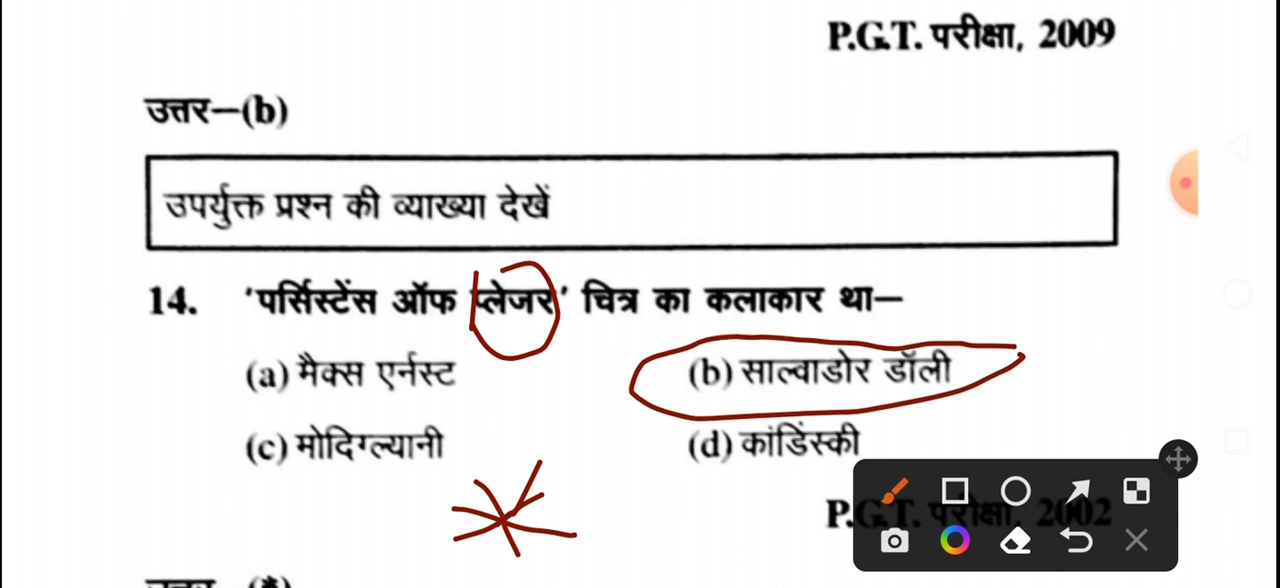 P.G.T. परीक्षा, 2009
उत्तर–(b)
उपर्युक्त प्रश्न की व्याख्या देखें
14. 'पर्सिस्टेंस ऑफ प्लेजर' चित्र का कलाकार था–
(a) मैक्स एर्नस्ट (b) साल्वाडोर डॉली
(c) मोदिग्ल्यानी (d) कांडिंस्की
P.G.T. परीक्षा, 2002